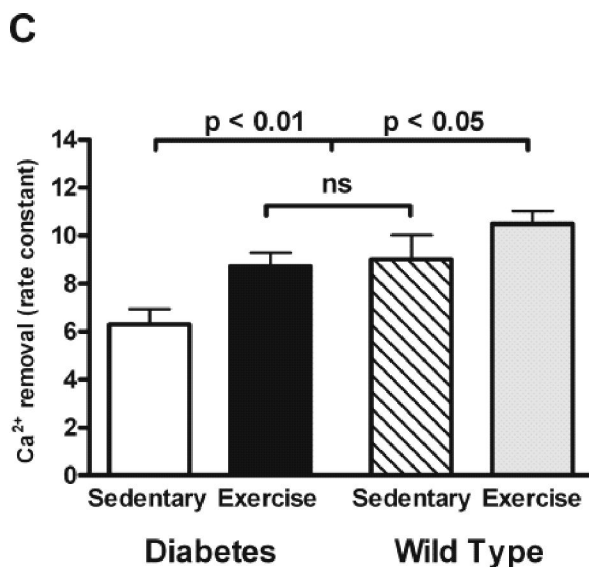 C
p < 0.01 p < 0.05
ns
14
12
10
8
6
4
2
0
Ca²⁺ removal (rate constant)
Sedentary Exercise Sedentary Exercise
Diabetes Wild Type